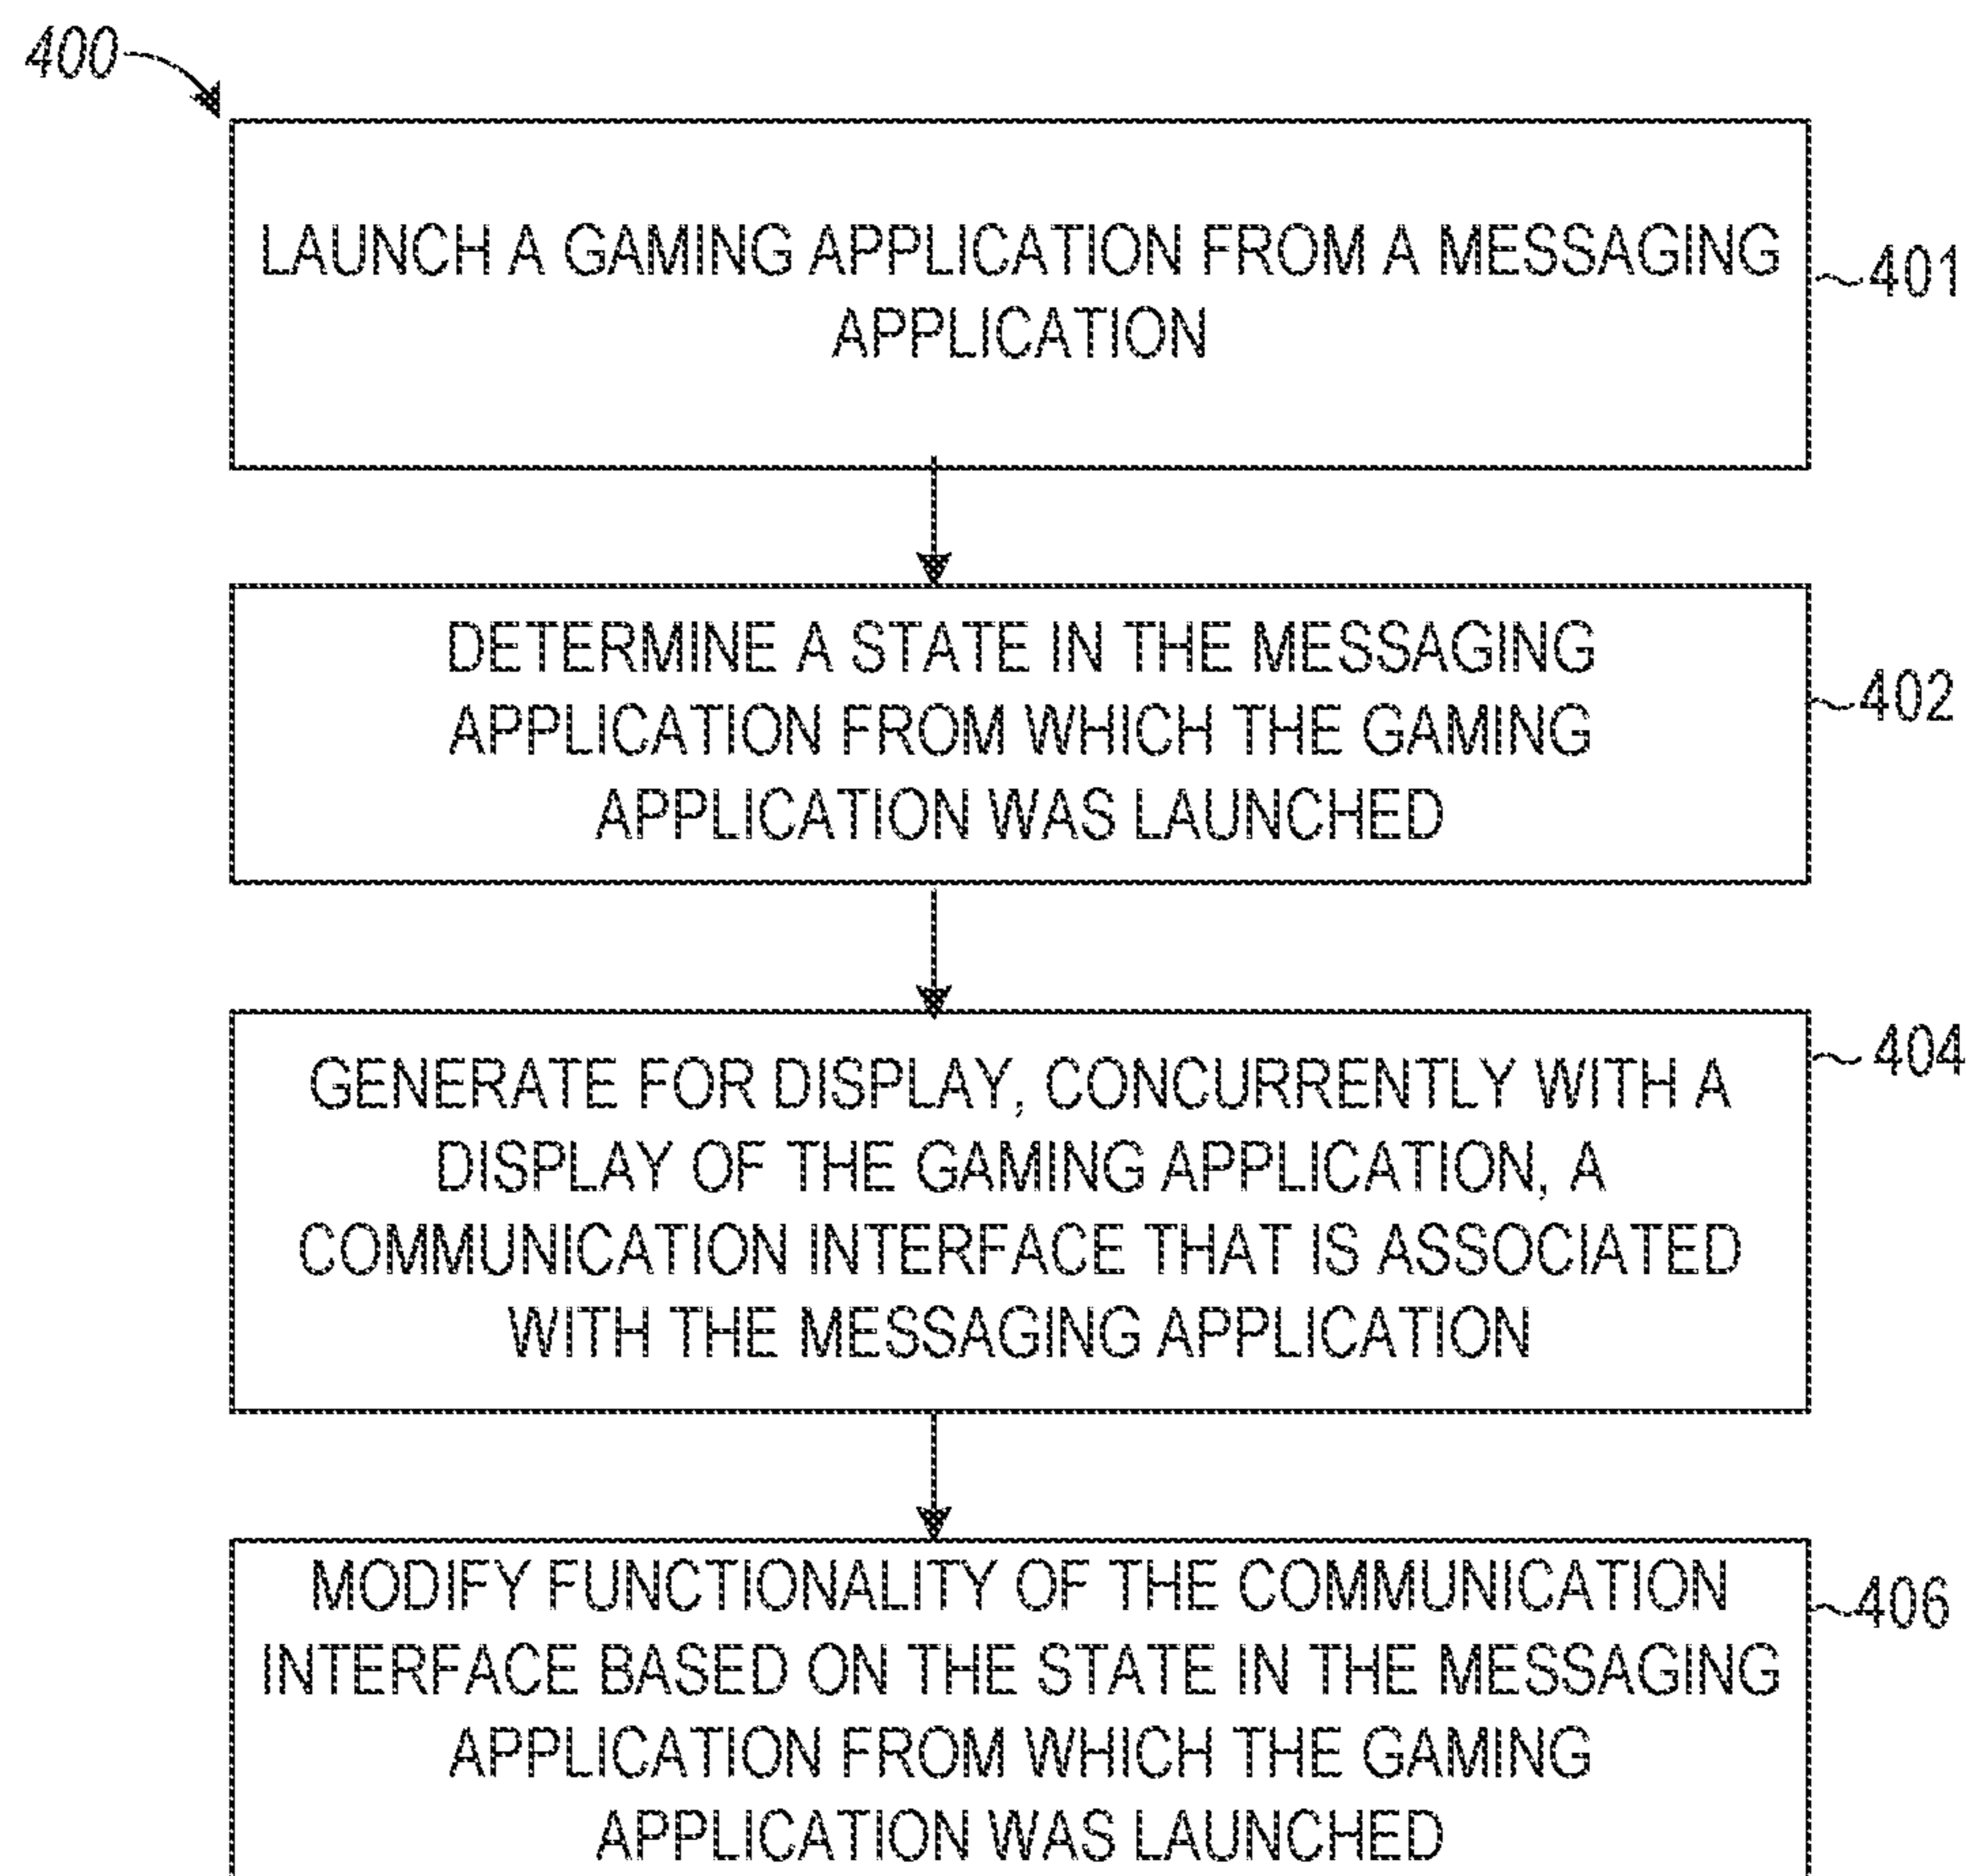 400
LAUNCH A GAMING APPLICATION FROM A MESSAGING
APPLICATION
401
DETERMINE A STATE IN THE MESSAGING
APPLICATION FROM WHICH THE GAMING
APPLICATION WAS LAUNCHED
402
GENERATE FOR DISPLAY, CONCURRENTLY WITH A
DISPLAY OF THE GAMING APPLICATION, A
COMMUNICATION INTERFACE THAT IS ASSOCIATED
WITH THE MESSAGING APPLICATION
404
MODIFY FUNCTIONALITY OF THE COMMUNICATION
INTERFACE BASED ON THE STATE IN THE MESSAGING
APPLICATION FROM WHICH THE GAMING
APPLICATION WAS LAUNCHED
406